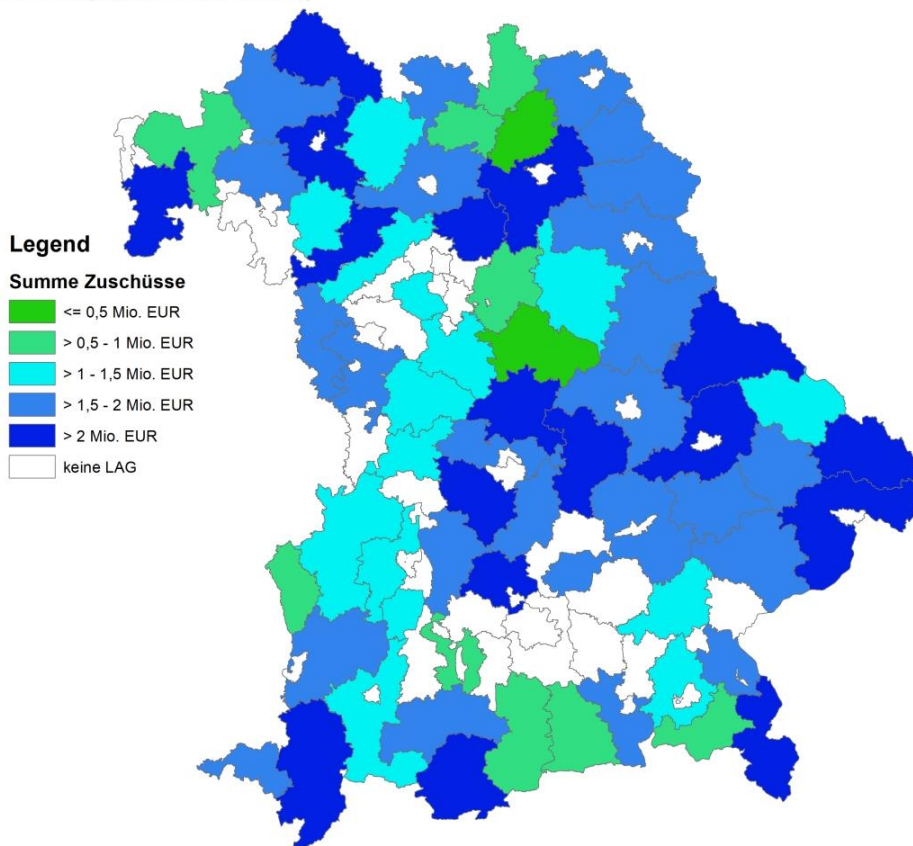 Legend
Summe Zuschüsse
<= 0,5 Mio. EUR
> 0,5 - 1 Mio. EUR
> 1 - 1,5 Mio. EUR
> 1,5 - 2 Mio. EUR
> 2 Mio. EUR
keine LAG